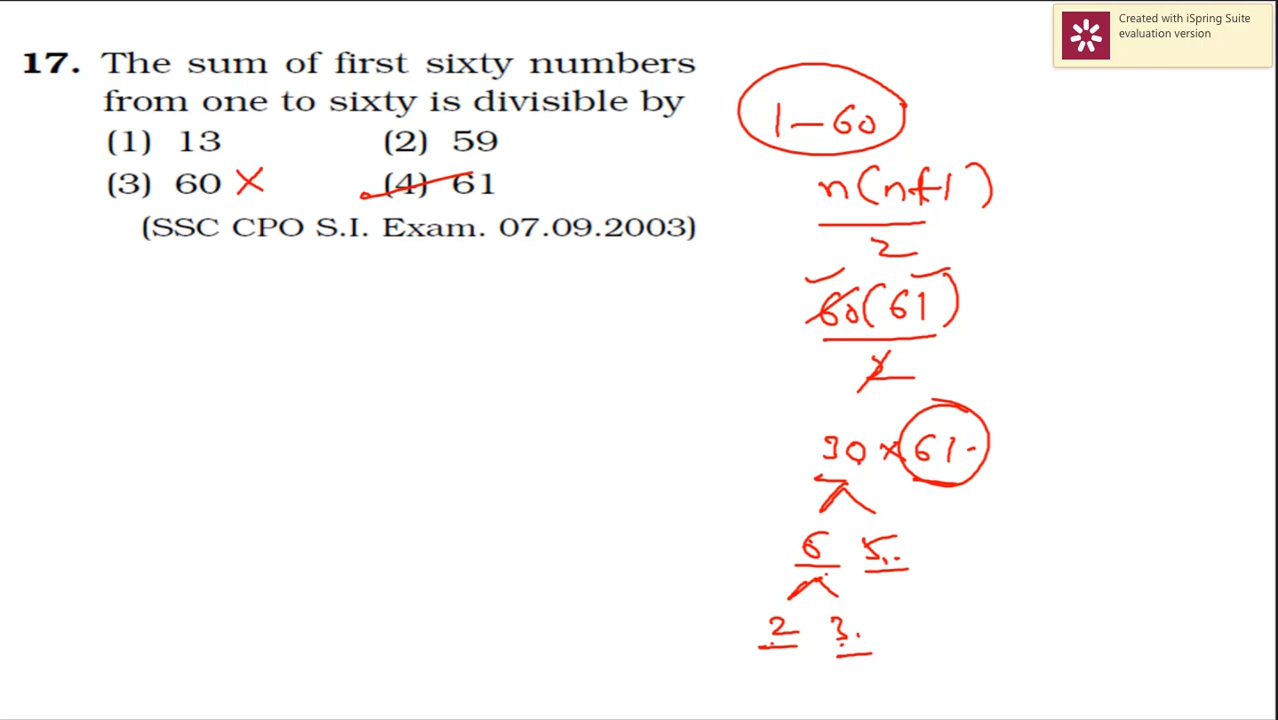 Created with iSpring Suite
evaluation version
17. The sum of first sixty numbers
from one to sixty is divisible by
(1) 13 (2) 59
(3) 60 × (4) 61
(SSC CPO S.I. Exam. 07.09.2003)
1 – 60
n(n+1)
2
60(61)
2
30 × 61
6 5
2 3